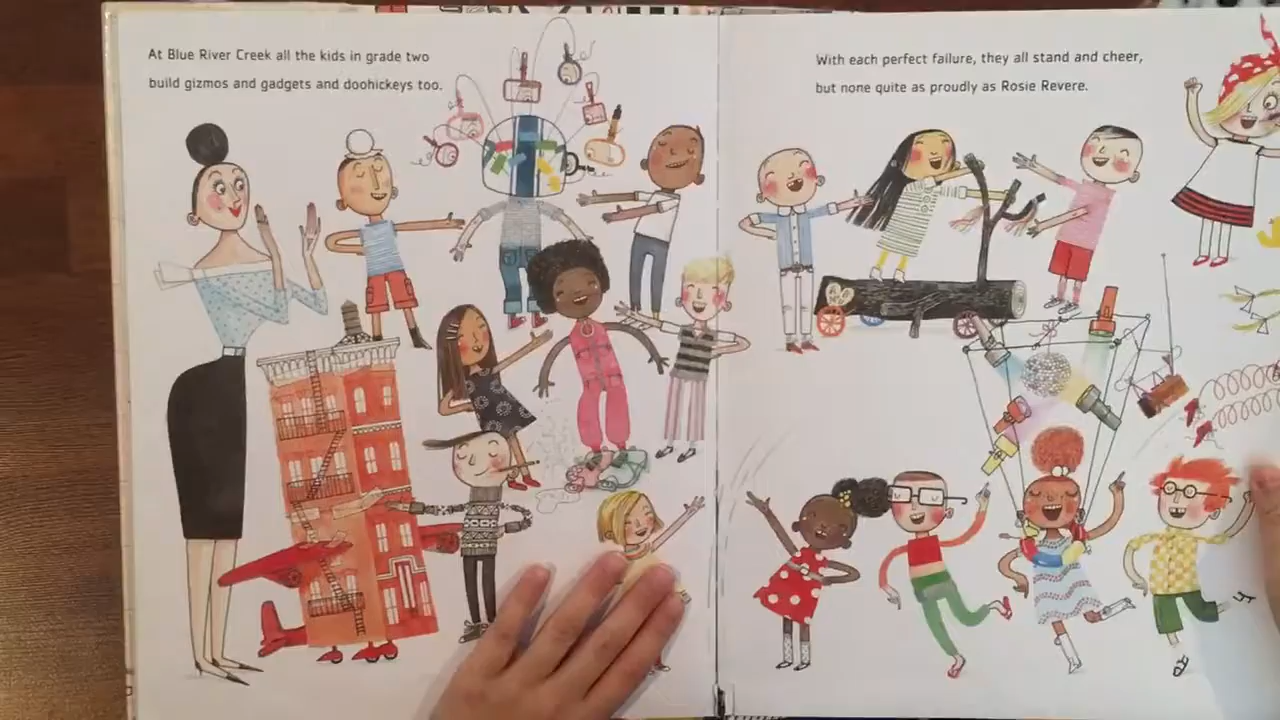 At Blue River Creek all the kids in grade two
build gizmos and gadgets and doohickeys too.
With each perfect failure, they all stand and cheer,
but none quite as proudly as Rosie Revere.